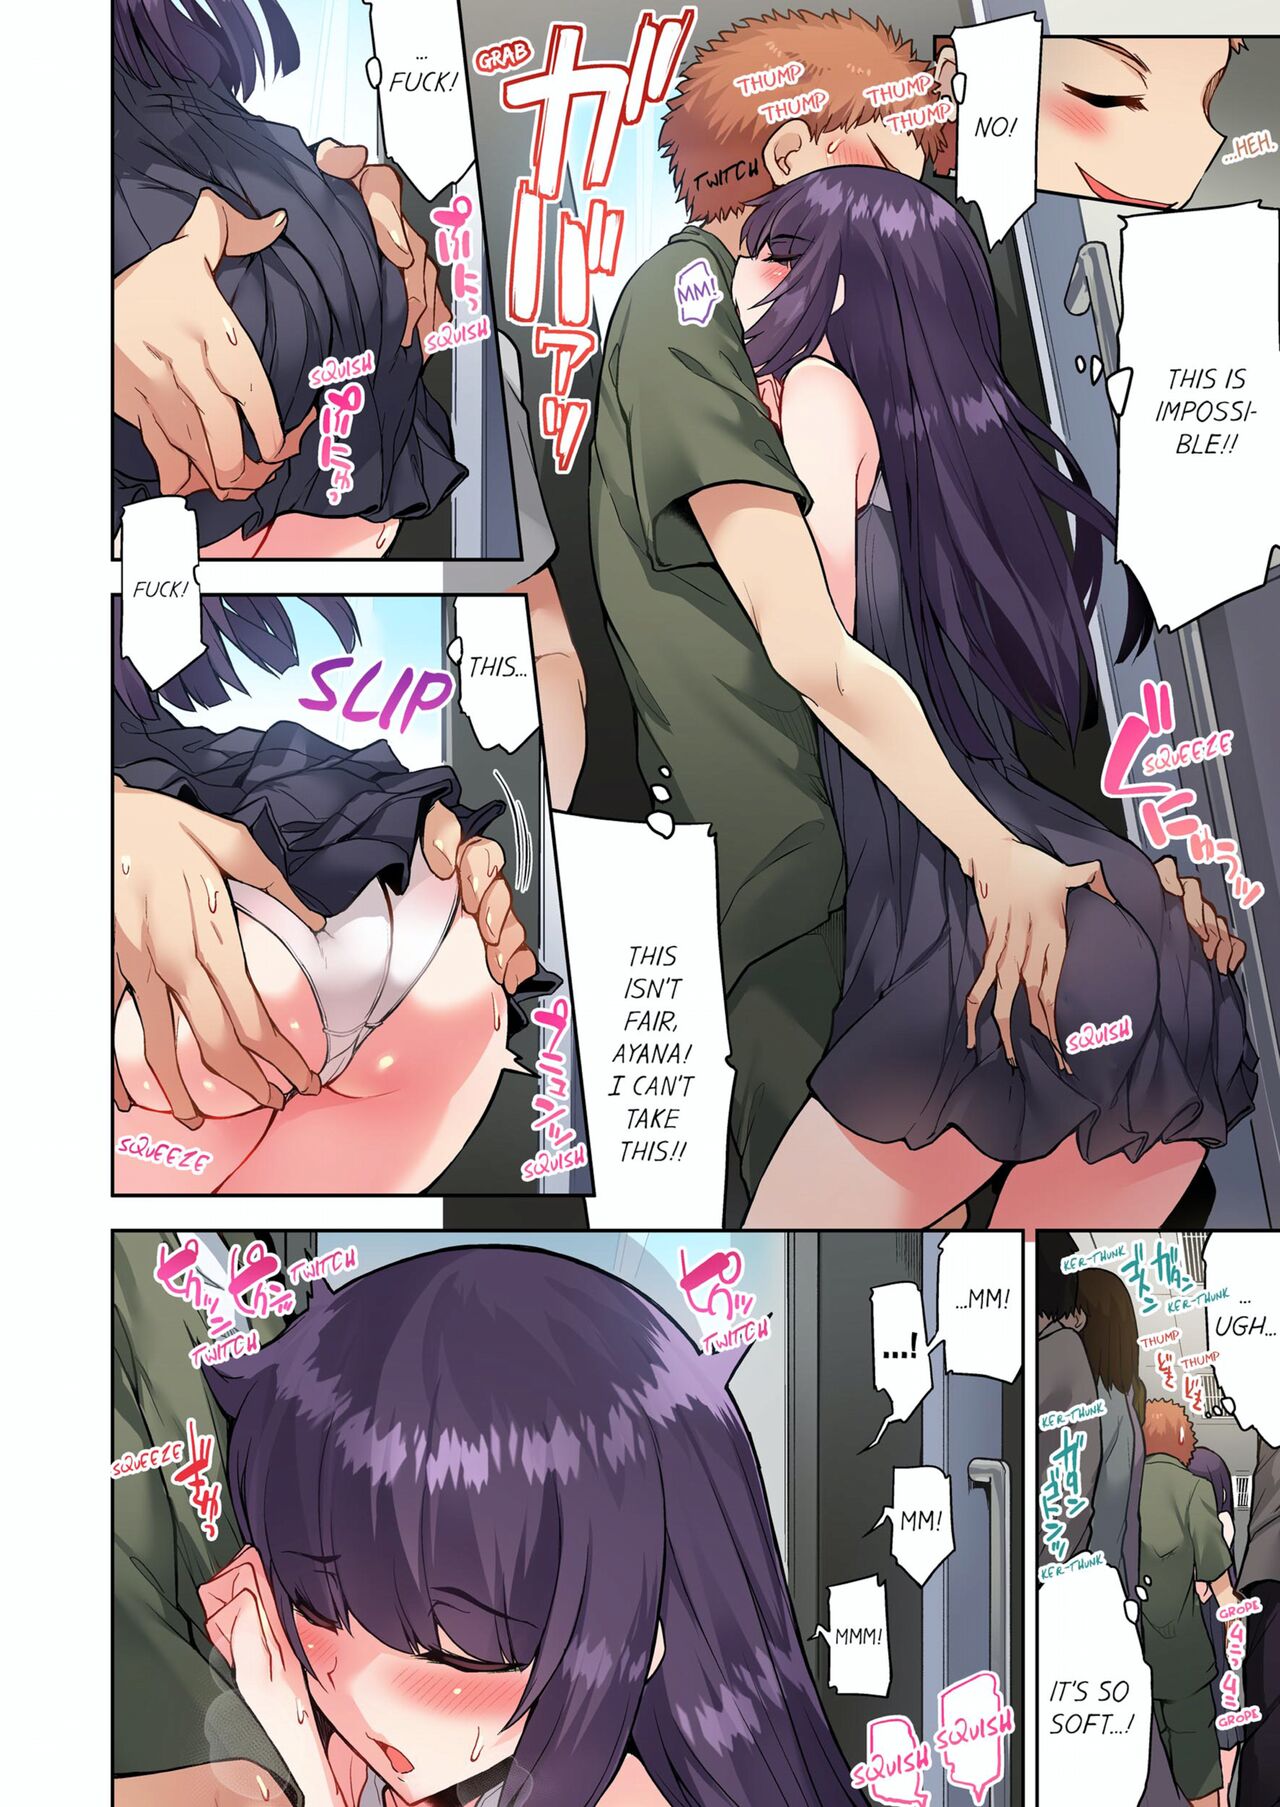 ...HEH.
NO!
THIS IS
IMPOSSI-
BLE!!
THUMP
THUMP
THUMP
THUMP
TWITCH
MM!
GRAB
ガバァッ
SQUEEZE
SQUISH
THIS
ISN'T
FAIR,
AYANA!
I CAN'T
TAKE
THIS!!
...
FUCK!
SQUISH
SQUISH
THIS...
FUCK!
SLIP
SQUEEZE
SQUISH
...
UGH...
KER-THUNK
KER-THUNK
THUMP
THUMP
KER-THUNK
KER-THUNK
GROPE
GROPE
IT'S SO
SOFT...!
...MM!
....!
MM!
MMM!
TWITCH
TWITCH
TWITCH
SQUEEZE
SQUISH
SQUISH